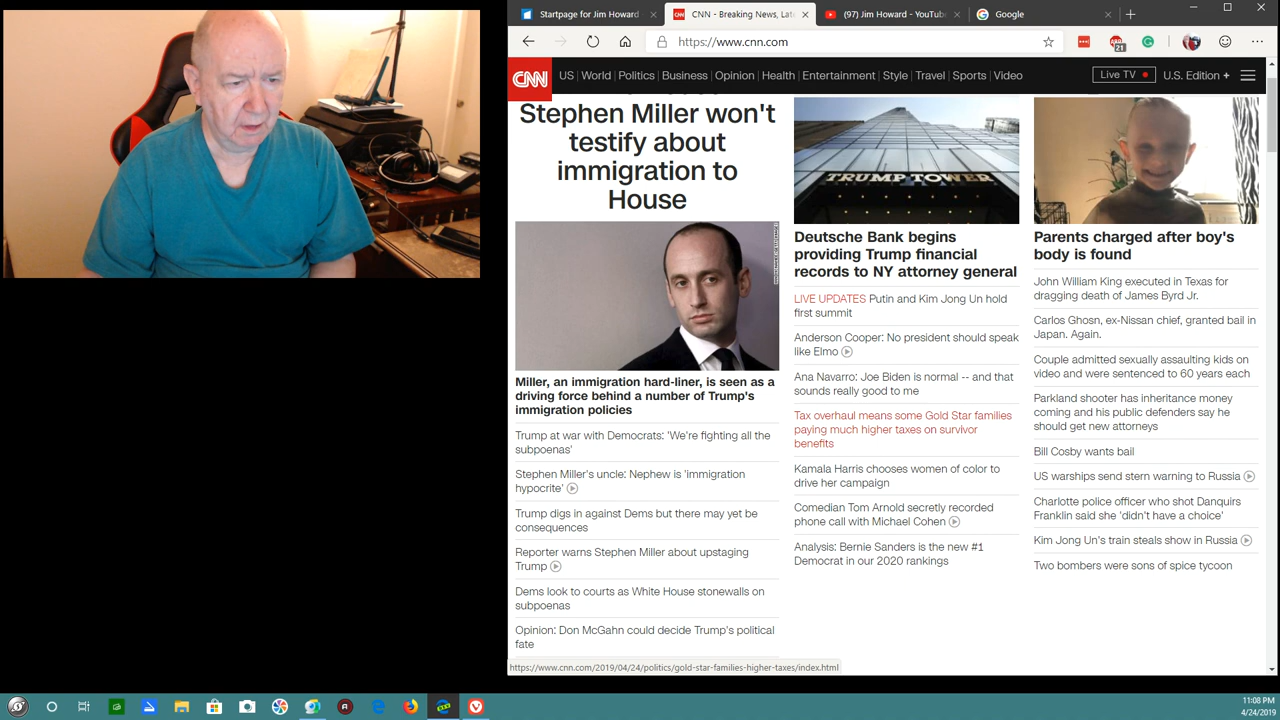 Startpage for Jim Howard
CNN - Breaking News, Late
(97) Jim Howard - YouTube
Google
https://www.cnn.com
21
CNN
US
World
Politics
Business
Opinion
Health
Entertainment
Style
Travel
Sports
Video
Live TV
U.S. Edition +
Stephen Miller won't
testify about
immigration to
House
Miller, an immigration hard-liner, is seen as a
driving force behind a number of Trump's
immigration policies
Trump at war with Democrats: 'We're fighting all the
subpoenas'
Stephen Miller's uncle: Nephew is 'immigration
hypocrite'
Trump digs in against Dems but there may yet be
consequences
Reporter warns Stephen Miller about upstaging
Trump
Dems look to courts as White House stonewalls on
subpoenas
Opinion: Don McGahn could decide Trump's political
fate
TRUMP TOWER
Deutsche Bank begins
providing Trump financial
records to NY attorney general
LIVE UPDATES Putin and Kim Jong Un hold
first summit
Anderson Cooper: No president should speak
like Elmo
Ana Navarro: Joe Biden is normal -- and that
sounds really good to me
Tax overhaul means some Gold Star families
paying much higher taxes on survivor
benefits
Kamala Harris chooses women of color to
drive her campaign
Comedian Tom Arnold secretly recorded
phone call with Michael Cohen
Analysis: Bernie Sanders is the new #1
Democrat in our 2020 rankings
Parents charged after boy's
body is found
John William King executed in Texas for
dragging death of James Byrd Jr.
Carlos Ghosn, ex-Nissan chief, granted bail in
Japan. Again.
Couple admitted sexually assaulting kids on
video and were sentenced to 60 years each
Parkland shooter has inheritance money
coming and his public defenders say he
should get new attorneys
Bill Cosby wants bail
US warships send stern warning to Russia
Charlotte police officer who shot Danquirs
Franklin said she 'didn't have a choice'
Kim Jong Un's train steals show in Russia
Two bombers were sons of spice tycoon
https://www.cnn.com/2019/04/24/politics/gold-star-families-higher-taxes/index.html
11:08 PM
4/24/2019